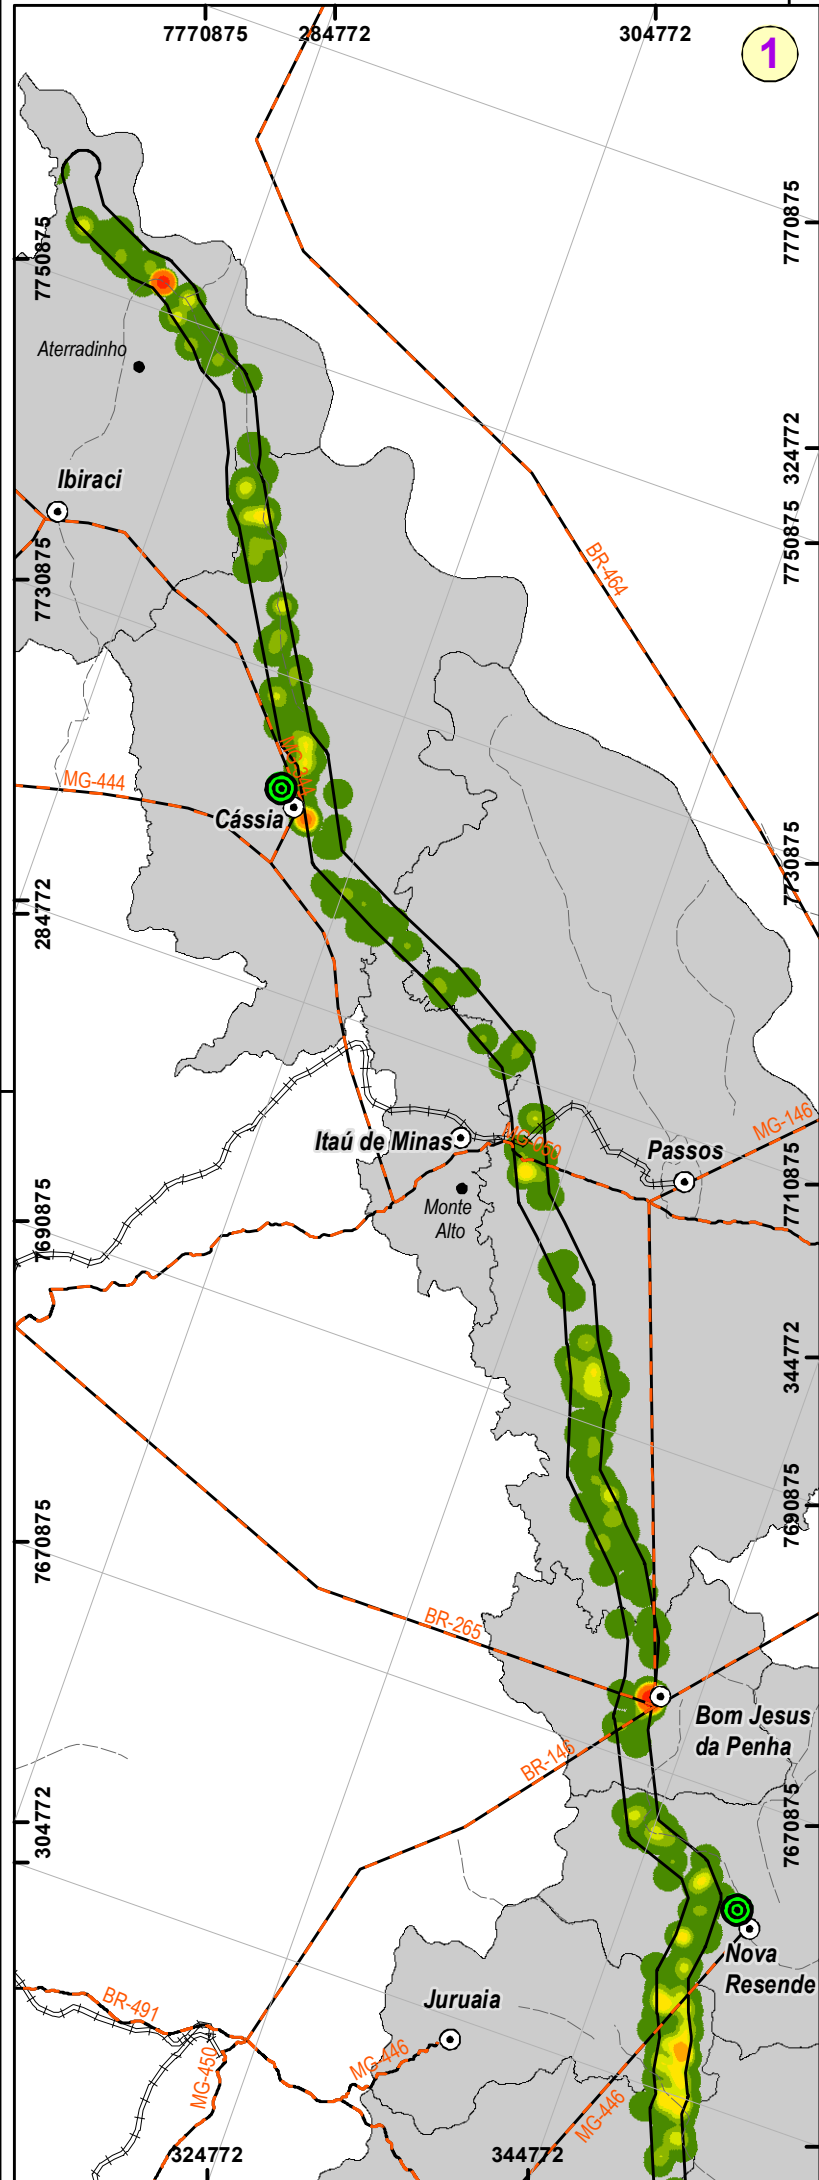 7770875
284772
304772
1
7770875
7750875
Aterradinho
324772
Ibiraci
7750875
BR-464
7730875
MG-444
MG-444
Cássia
7730875
284772
MG-146
Itaú de Minas
MG-050
Passos
7710875
Monte
Alto
7690875
344772
7690875
7670875
BR-265
Bom Jesus
da Penha
BR-146
304772
7670875
Nova
Resende
Juruaia
BR-491
MG-450
MG-446
MG-446
324772
344772